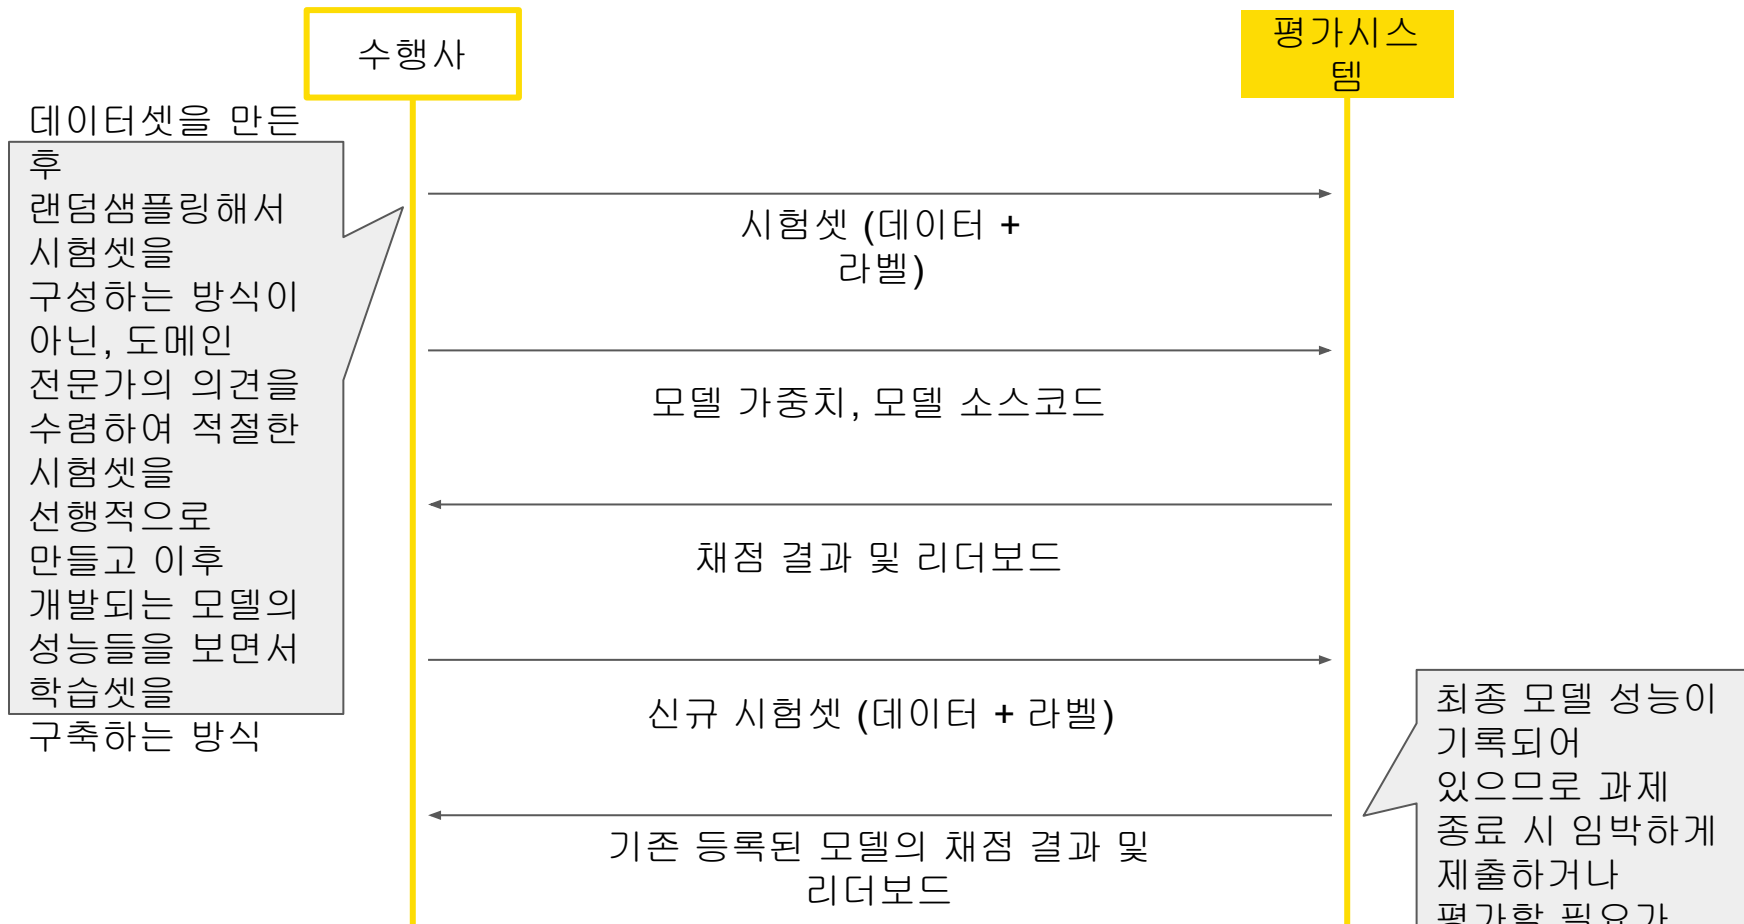 수행사
평가시스
템
데이터셋을 만든
후
랜덤샘플링해서
시험셋을
구성하는 방식이
아닌, 도메인
전문가의 의견을
수렴하여 적절한
시험셋을
선행적으로
만들고 이후
개발되는 모델의
성능들을 보면서
학습셋을
구축하는 방식
시험셋 (데이터 +
라벨)
모델 가중치, 모델 소스코드
채점 결과 및 리더보드
신규 시험셋 (데이터 + 라벨)
기존 등록된 모델의 채점 결과 및
리더보드
최종 모델 성능이
기록되어
있으므로 과제
종료 시 임박하게
제출하거나
평가할 필요가